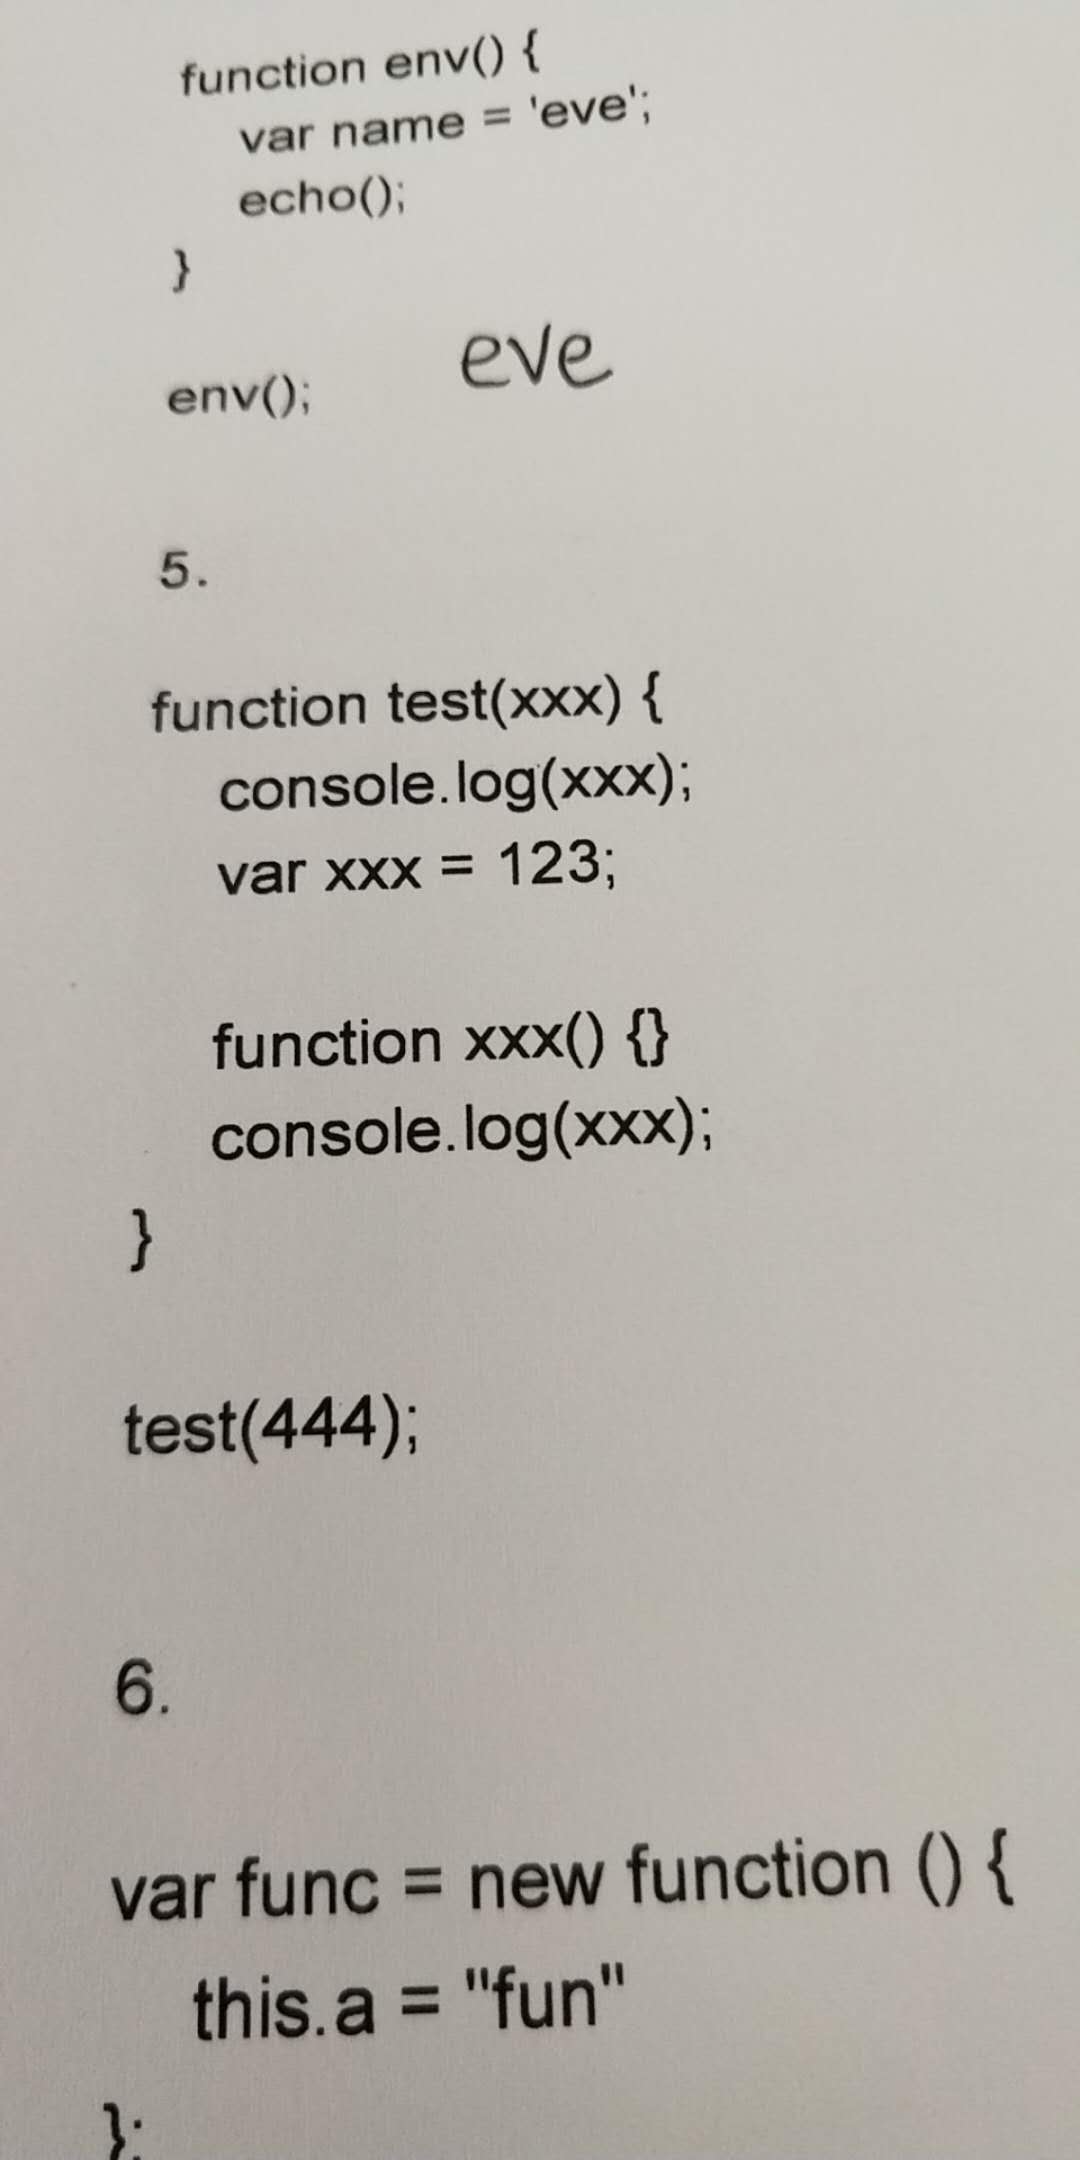 function env() {
var name = 'eve';
echo();
}
eve
env();
5.
function test(xxx) {
console.log(xxx);
var xxx = 123;
function xxx() {}
console.log(xxx);
}
test(444);
6.
var func = new function () {
this.a = "fun"
};